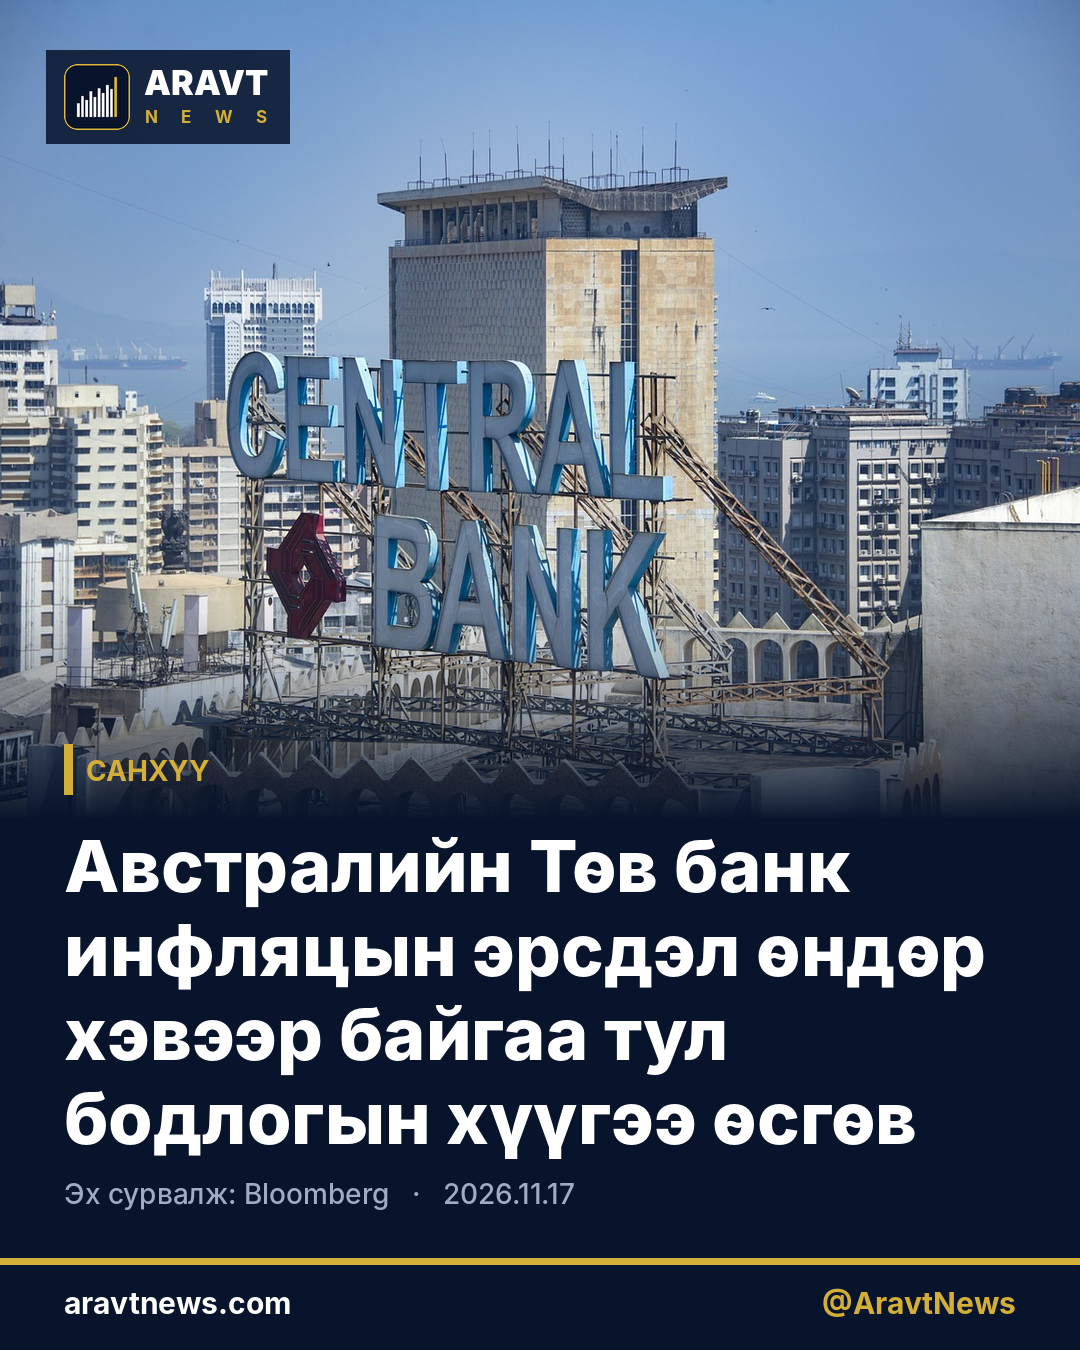 ARAVT
NEWS
CENTRAL
BANK
САНХҮҮ
Австралийн Төв банк
инфляцын эрсдэл өндөр
хэвээр байгаа тул
бодлогын хүүгээ өсгөв
Эх сурвалж: Bloomberg · 2026.11.17
aravtnews.com
@AravtNews